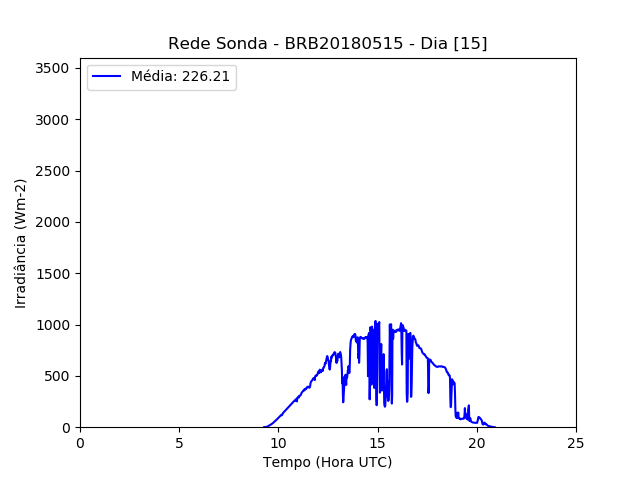 Rede Sonda - BRB20180515 - Dia [15]
Média: 226.21
3500
3000
2500
2000
1500
1000
500
0
Irradiância (Wm-2)
0 5 10 15 20 25
Tempo (Hora UTC)